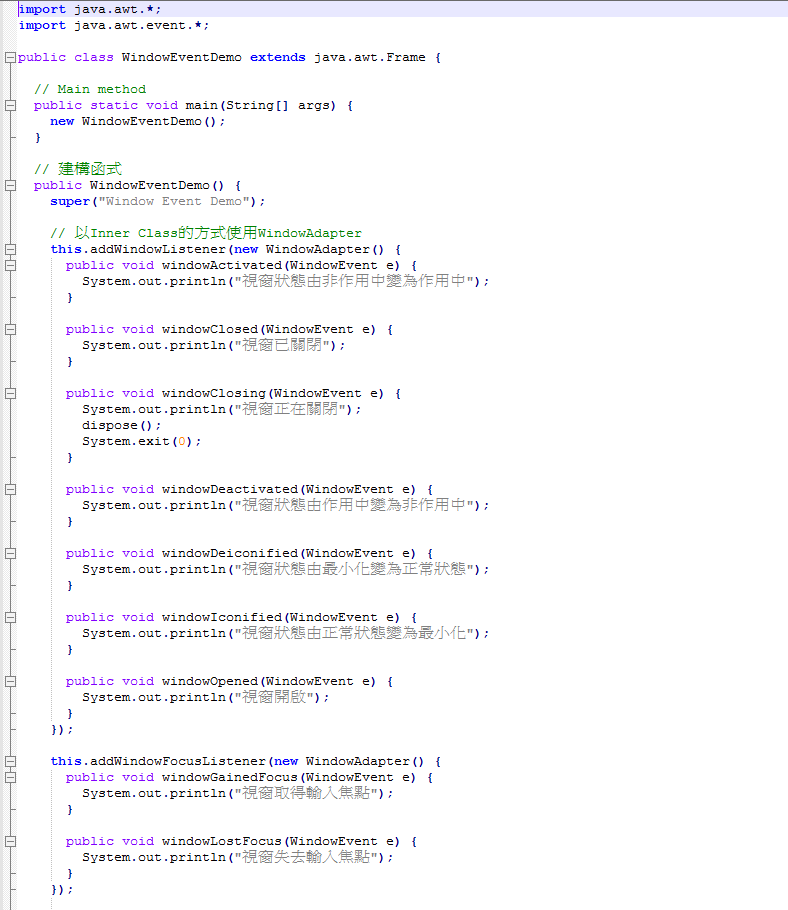 import java.awt.*;
import java.awt.event.*;
public class WindowEventDemo extends java.awt.Frame {
// Main method
public static void main(String[] args) {
new WindowEventDemo();
}
// 建構函式
public WindowEventDemo() {
super("Window Event Demo");
// 以Inner Class的方式使用WindowAdapter
this.addWindowListener(new WindowAdapter() {
public void windowActivated(WindowEvent e) {
System.out.println("視窗狀態由非作用中變為作用中");
}
public void windowClosed(WindowEvent e) {
System.out.println("視窗已關閉");
}
public void windowClosing(WindowEvent e) {
System.out.println("視窗正在關閉");
dispose();
System.exit(0);
}
public void windowDeactivated(WindowEvent e) {
System.out.println("視窗狀態由作用中變為非作用中");
}
public void windowDeiconified(WindowEvent e) {
System.out.println("視窗狀態由最小化變為正常狀態");
}
public void windowIconified(WindowEvent e) {
System.out.println("視窗狀態由正常狀態變為最小化");
}
public void windowOpened(WindowEvent e) {
System.out.println("視窗開啟");
}
});
this.addWindowFocusListener(new WindowAdapter() {
public void windowGainedFocus(WindowEvent e) {
System.out.println("視窗取得輸入焦點");
}
public void windowLostFocus(WindowEvent e) {
System.out.println("視窗失去輸入焦點");
}
});